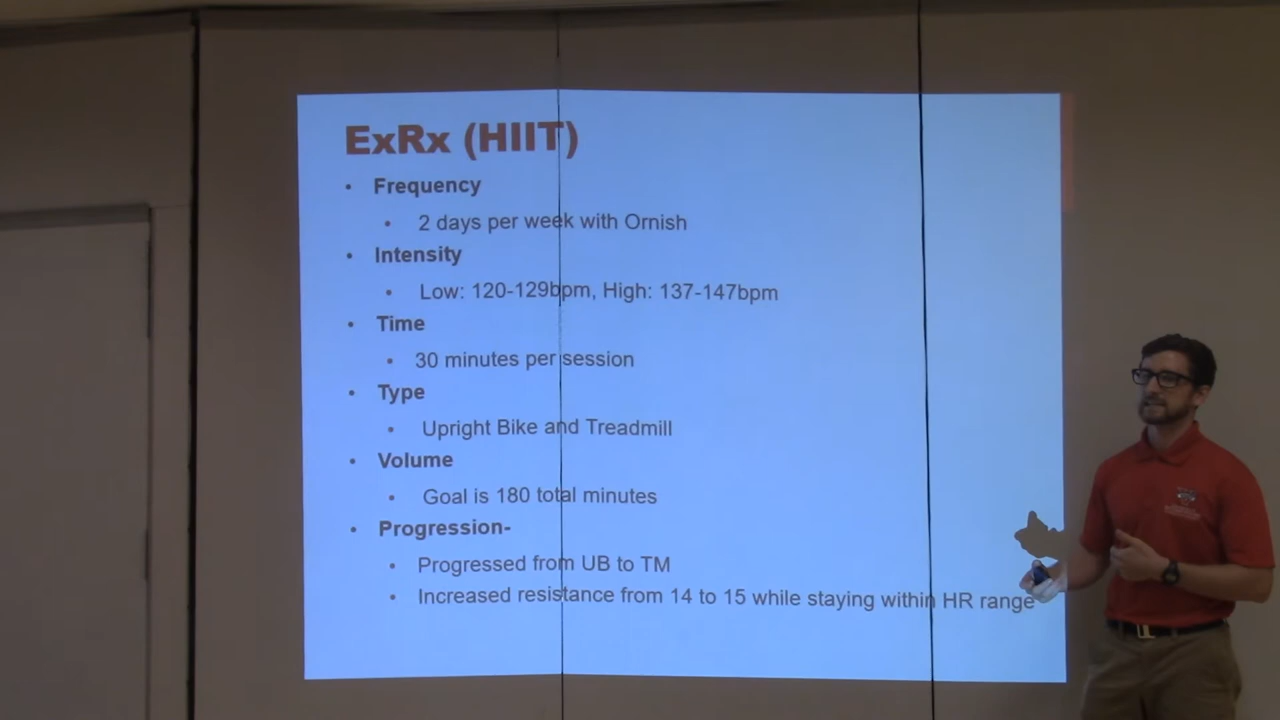 ExRx (HIIT)
• Frequency
• 2 days per week with Ornish
• Intensity
• Low: 120-129bpm, High: 137-147bpm
• Time
• 30 minutes per session
• Type
• Upright Bike and Treadmill
• Volume
• Goal is 180 total minutes
• Progression-
• Progressed from UB to TM
• Increased resistance from 14 to 15 while staying within HR range